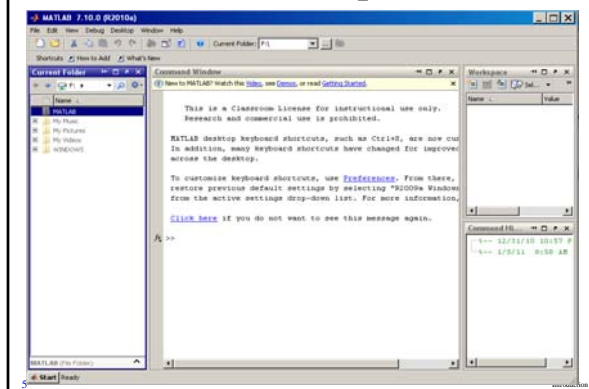 MATLAB 7.10.0 (R2010a)
File Edit View Debug Desktop Window Help
Current Folder: F:\
Shortcuts How to Add What's New
Current Folder
F:
Name
MATLAB
My Music
My Pictures
My Videos
WINDOWS
MATLAB (File Folder)
Command Window
New to MATLAB? Watch this Video, see Demos, or read Getting Started.
This is a Classroom License for instructional use only.
Research and commercial use is prohibited.
MATLAB desktop keyboard shortcuts, such as Ctrl+S, are now cus
In addition, many keyboard shortcuts have changed for improved
across the desktop.
To customize keyboard shortcuts, use Preferences. From there,
restore previous default settings by selecting "R2009a Windows
from the active settings drop-down list. For more information,
Click here if you do not want to see this message again.
fx >>
Workspace
Name Value
Command Hi...
%-- 12/31/10 10:57 P
%-- 1/5/11 8:50 AM
Start Ready
5
Introduction